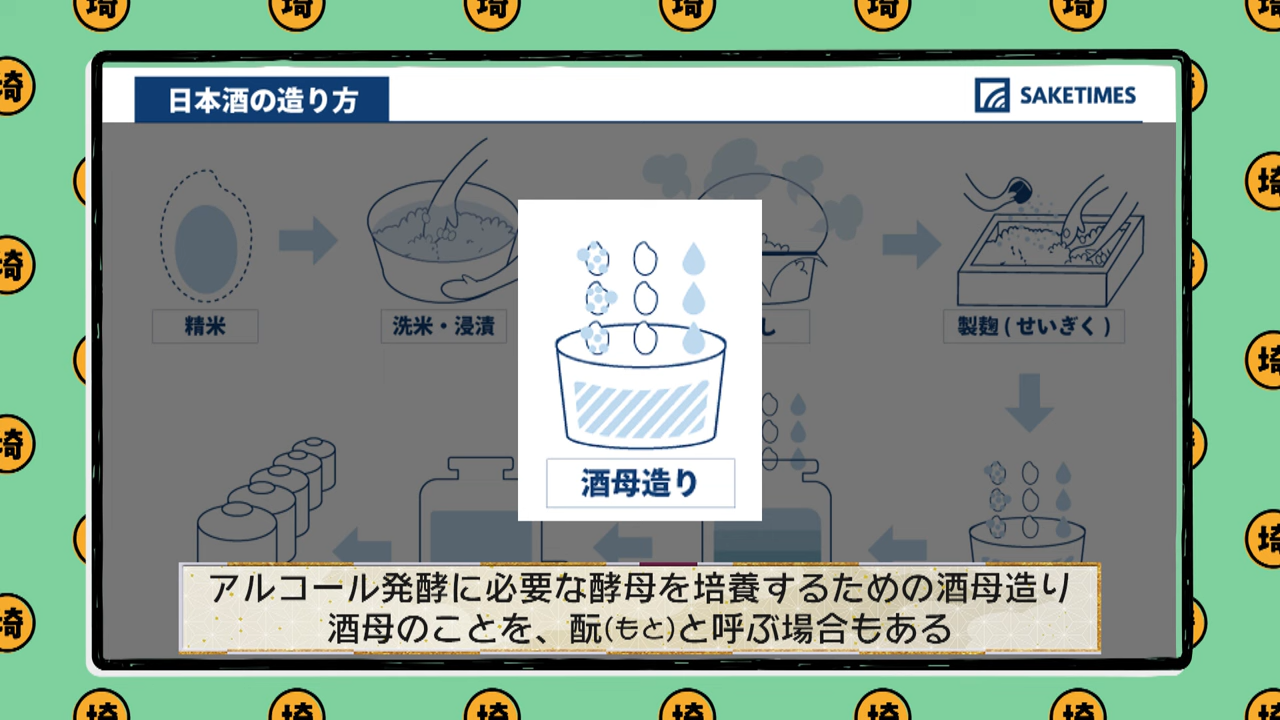 日本酒の造り方
SAKETIMES
精米
洗米・浸漬
し
製麹 ( せいぎく )
酒母造り
アルコール発酵に必要な酵母を培養するための酒母造り
酒母のことを、酛(もと)と呼ぶ場合もある
埼